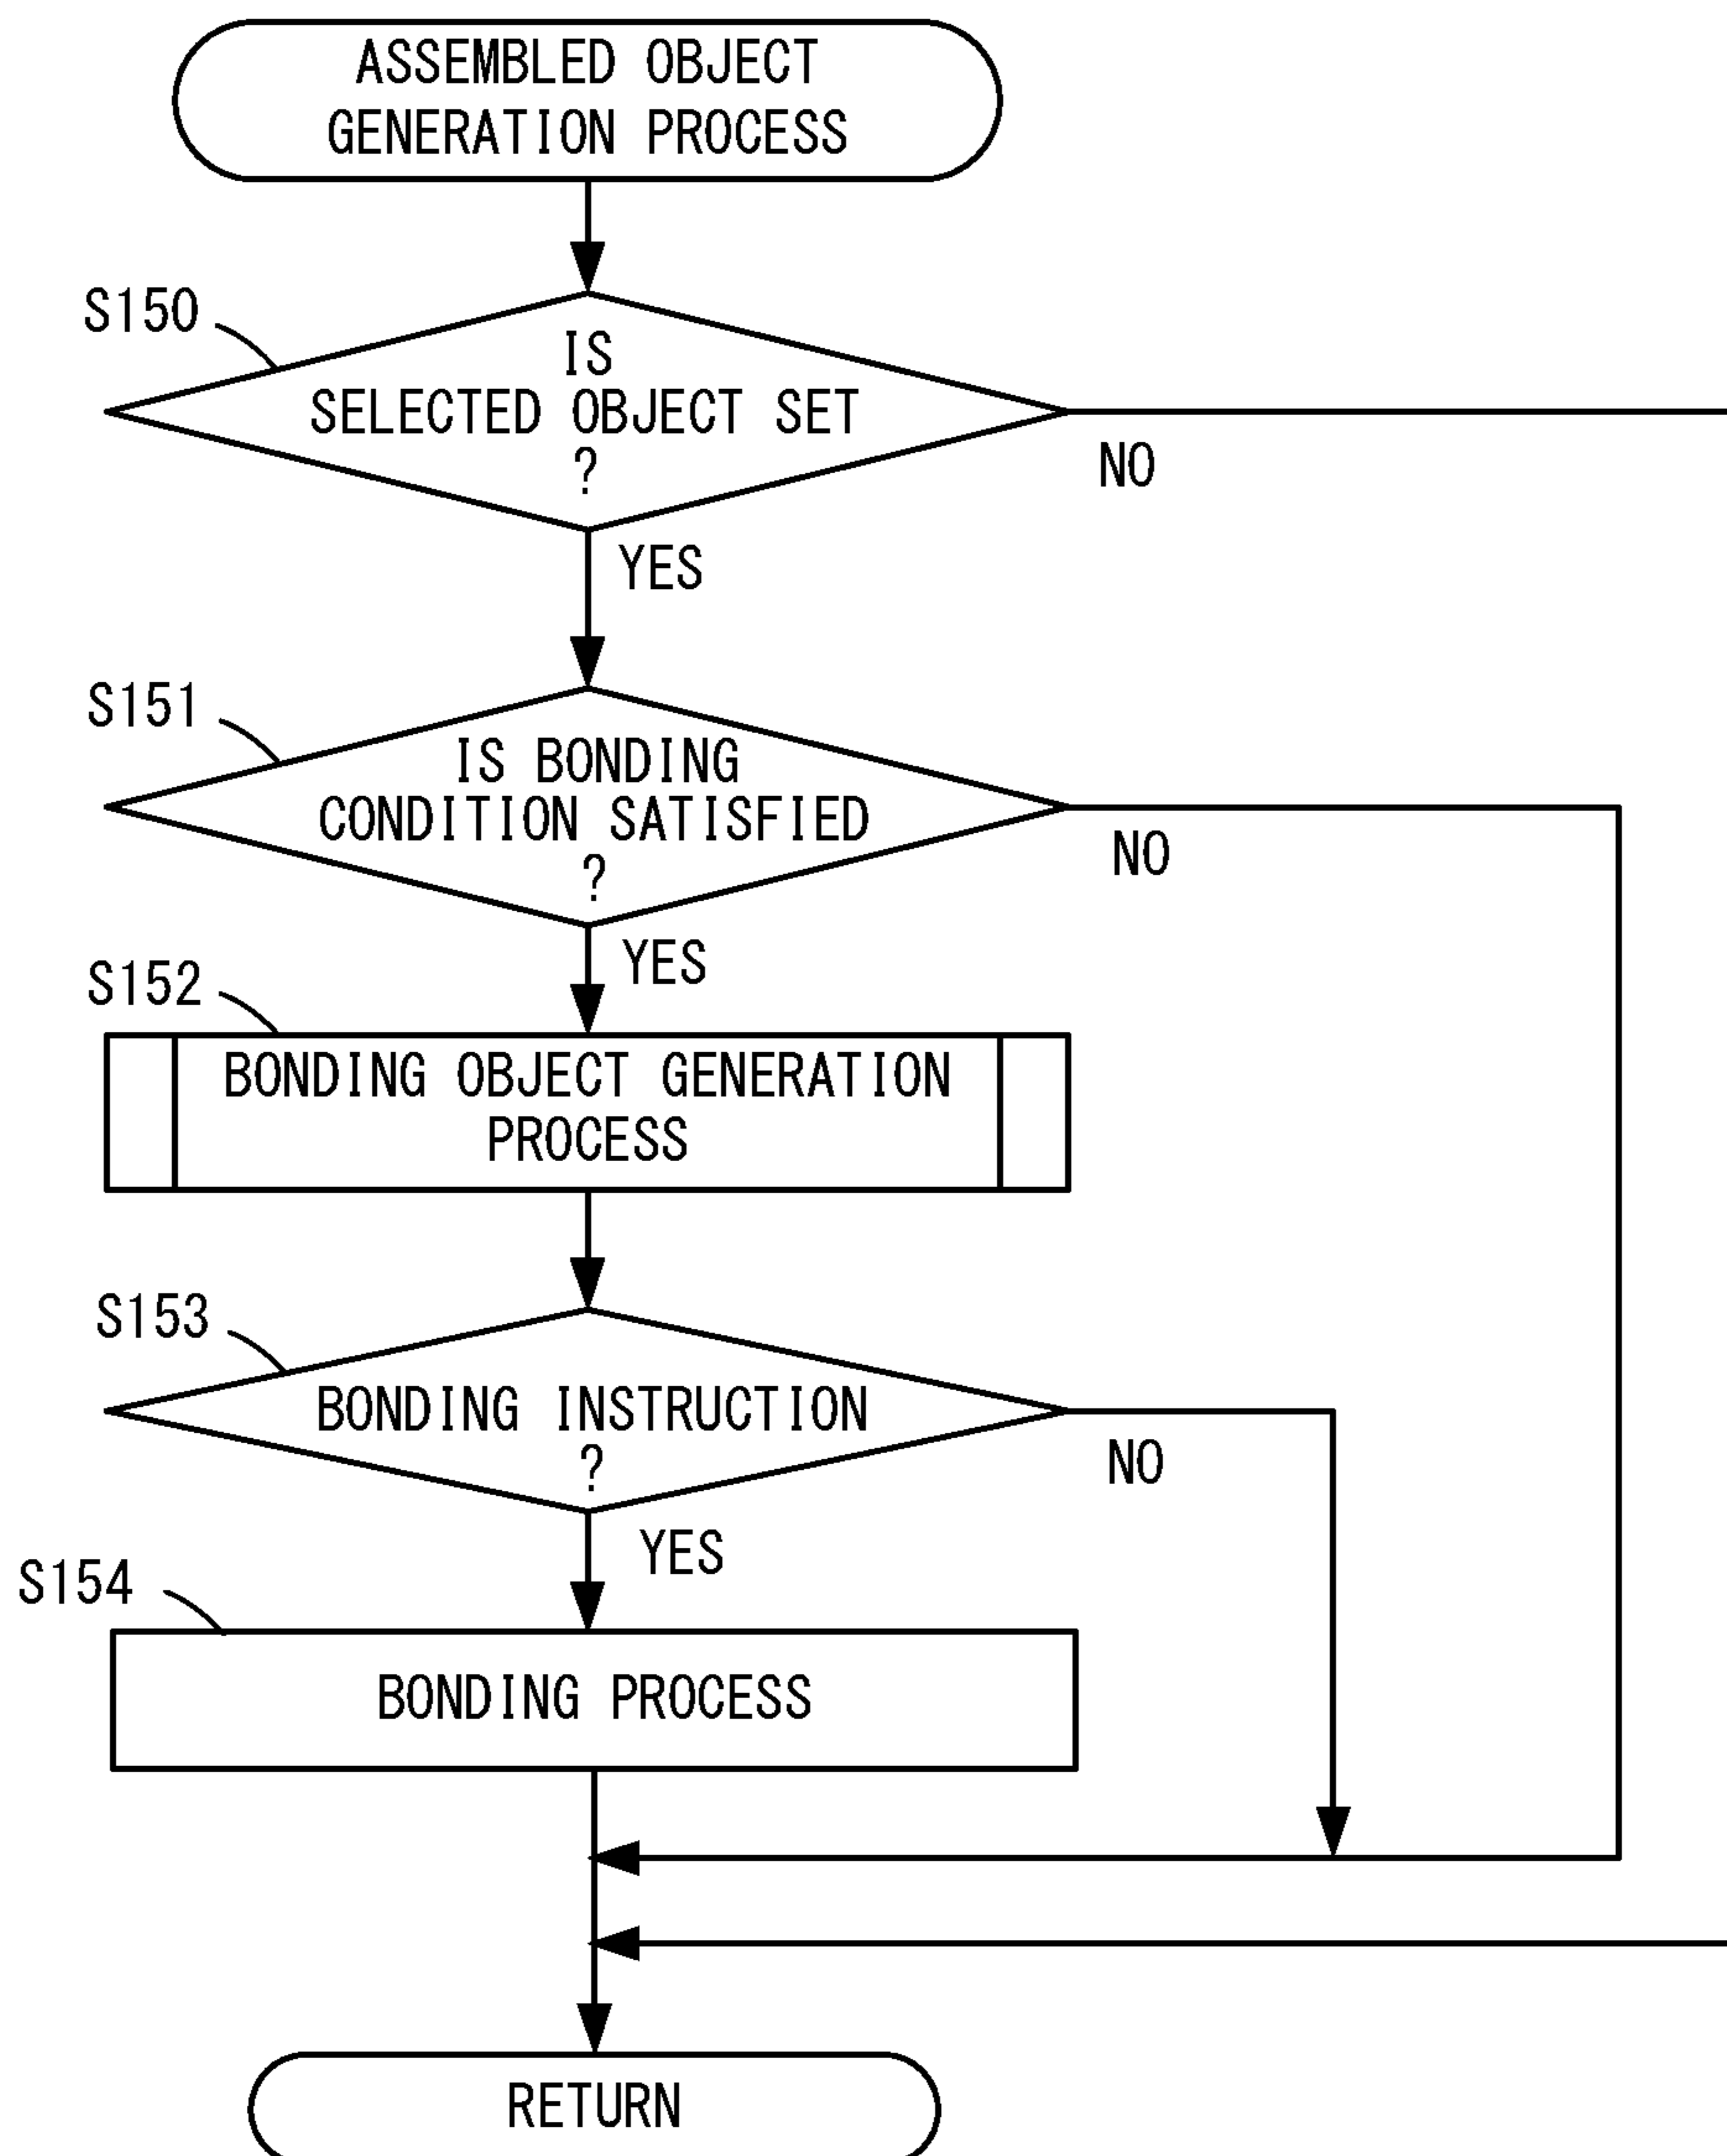 ASSEMBLED OBJECT
GENERATION PROCESS
S150
IS
SELECTED OBJECT SET
?
NO
YES
S151
IS BONDING
CONDITION SATISFIED
?
NO
YES
S152
BONDING OBJECT GENERATION
PROCESS
S153
BONDING INSTRUCTION
?
NO
YES
S154
BONDING PROCESS
RETURN